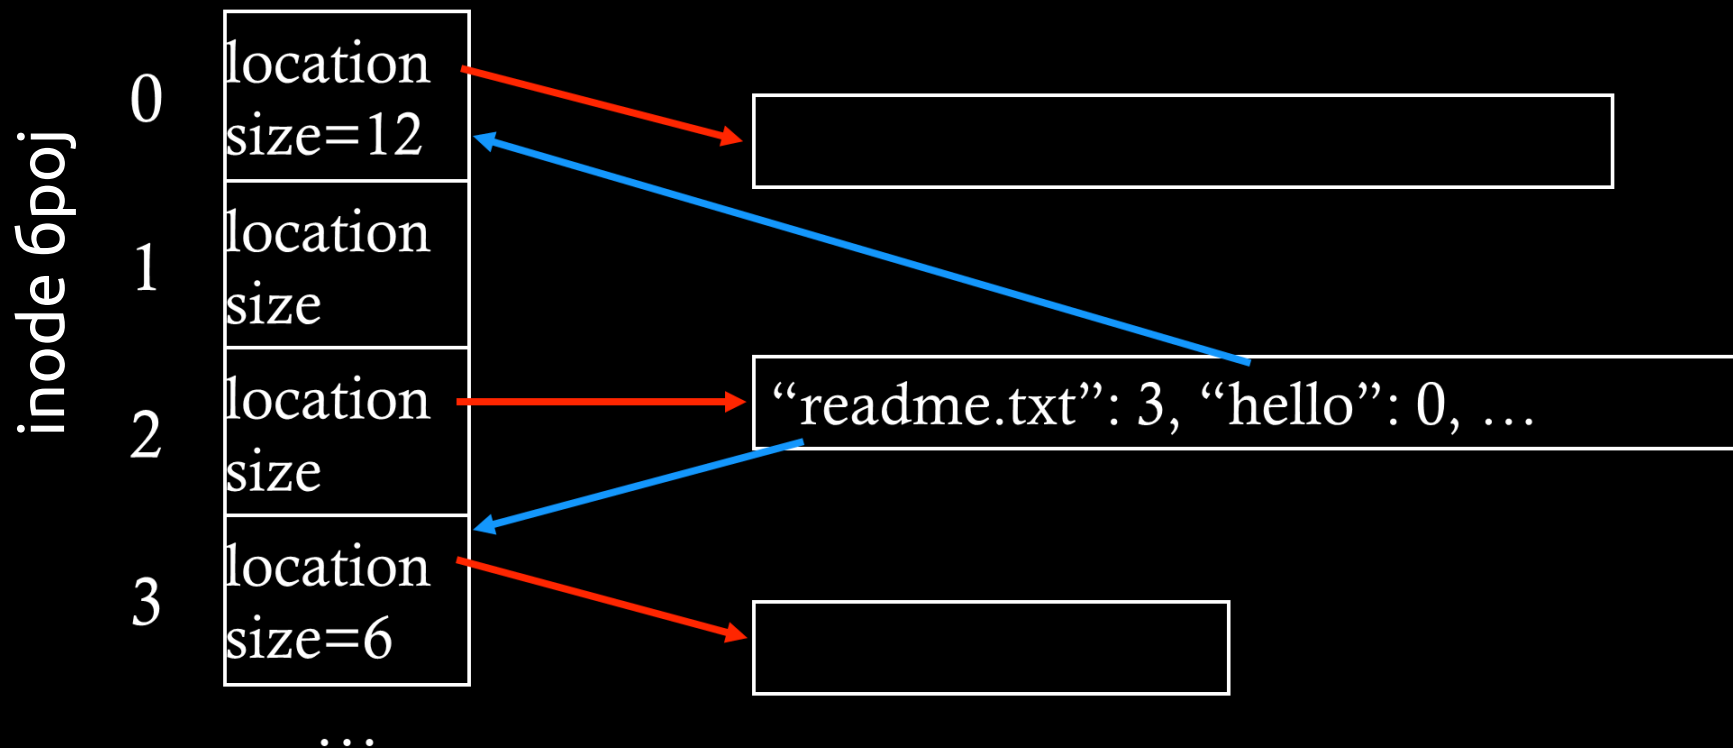 inode 6poj
0
location
size=12
1
location
size
2
location
size
“readme.txt”: 3, “hello”: 0, …
3
location
size=6
…